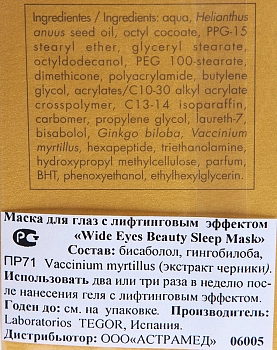 Ingredientes / Ingredients: aqua, Helianthus
anuus seed oil, octyl cocoate, PPG-15
stearyl ether, glyceryl stearate,
octyldodecanol, PEG 100-stearate,
dimethicone, polyacrylamide, butylene
glycol, acrylates/C10-30 alkyl acrylate
crosspolymer, C13-14 isoparaffin,
carbomer; propylene glycol, laureth-7,
bisabolol, Ginkgo biloba, Vaccinium
myrtillus, hexapeptide, triethanolamine,
hydroxypropyl methylcellulose, parfum,
BHT, phenoxyethanol, ethylhexylglycerin.
Маска для глаз с лифтинговым эффектом
«Wide Eyes Beauty Sleep Mask»
Состав: бисаболол, гингобилоба,
ПР71 Vaccinium myrtillus (экстракт черники).
Использовать два или три раза в неделю пос-
ле нанесения геля с лифтинговым эффектом.
Годен до: см. на упаковке. Производитель:
Laboratorios TEGOR, Испания.
Дистрибьютор: ООО«АСТРАМЕД» 06005